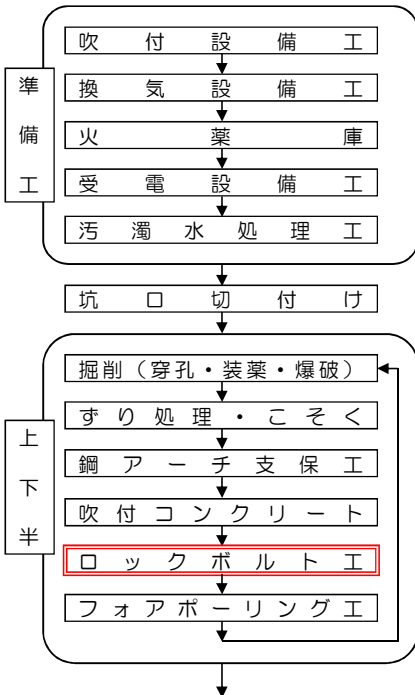 吹付設備工
準備工
換気設備工
火薬庫
受電設備工
汚濁水処理工
坑口切付け
掘削（穿孔・装薬・爆破）
ずり処理・こそく
上下半
鋼アーチ支保工
吹付コンクリート
ロックボルト工
フォアポーリング工